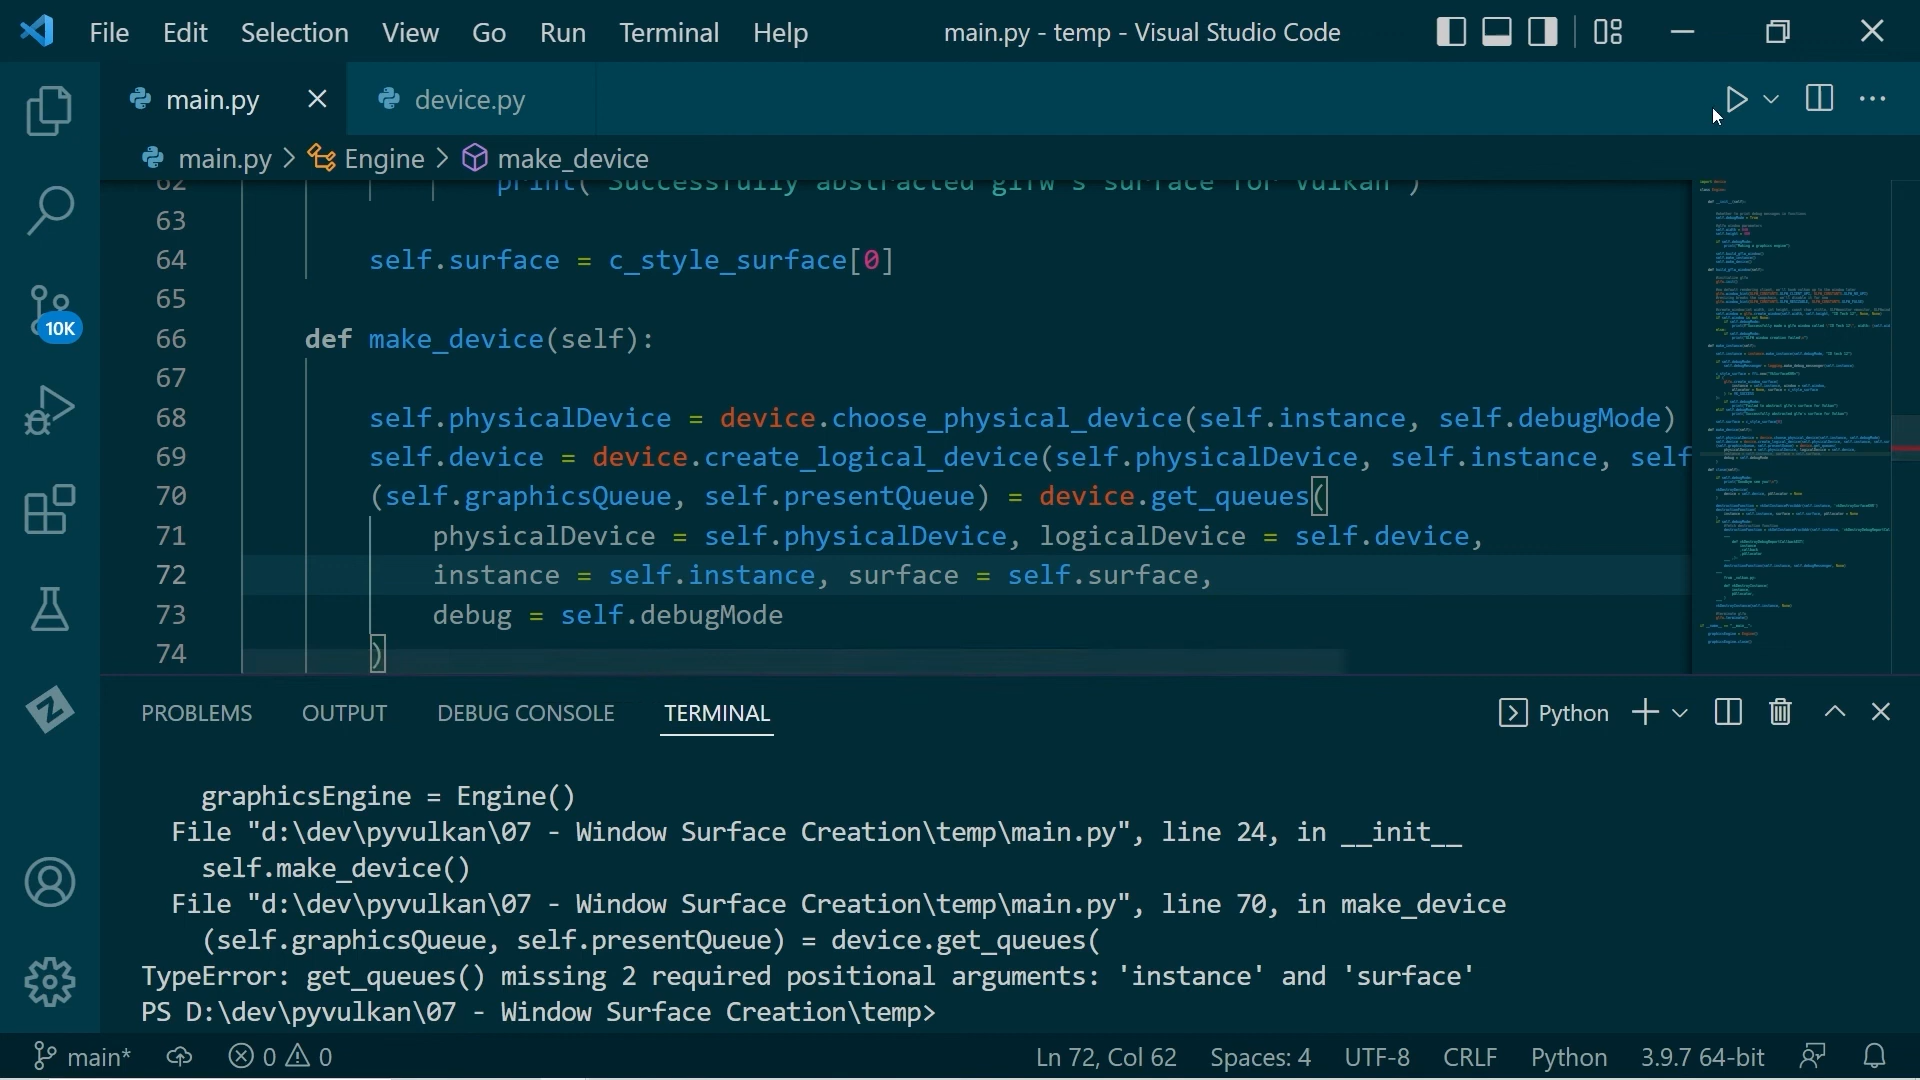 File Edit Selection View Go Run Terminal Help main.py - temp - Visual Studio Code
main.py device.py
main.py > Engine > make_device
10K
62 print("Successfully abstracted glfw's surface for Vulkan")
63
64 self.surface = c_style_surface[0]
65
66 def make_device(self):
67
68 self.physicalDevice = device.choose_physical_device(self.instance, self.debugMode)
69 self.device = device.create_logical_device(self.physicalDevice, self.instance, self
70 (self.graphicsQueue, self.presentQueue) = device.get_queues(
71 physicalDevice = self.physicalDevice, logicalDevice = self.device,
72 instance = self.instance, surface = self.surface,
73 debug = self.debugMode
74 )
PROBLEMS OUTPUT DEBUG CONSOLE TERMINAL Python
graphicsEngine = Engine()
File "d:\dev\pyvulkan\07 - Window Surface Creation\temp\main.py", line 24, in __init__
self.make_device()
File "d:\dev\pyvulkan\07 - Window Surface Creation\temp\main.py", line 70, in make_device
(self.graphicsQueue, self.presentQueue) = device.get_queues(
TypeError: get_queues() missing 2 required positional arguments: 'instance' and 'surface'
PS D:\dev\pyvulkan\07 - Window Surface Creation\temp>
main* 0 0 Ln 72, Col 62 Spaces: 4 UTF-8 CRLF Python 3.9.7 64-bit